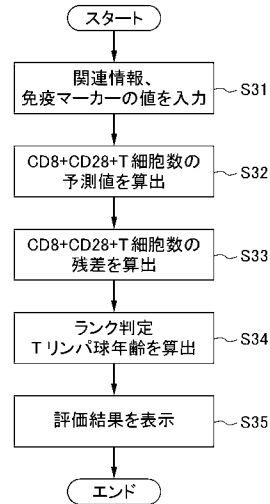 スタート
関連情報、
免疫マーカーの値を入力
S31
CD8+CD28+T細胞数の
予測値を算出
S32
CD8+CD28+T細胞数の
残差を算出
S33
ランク判定
Tリンパ球年齢を算出
S34
評価結果を表示
S35
エンド